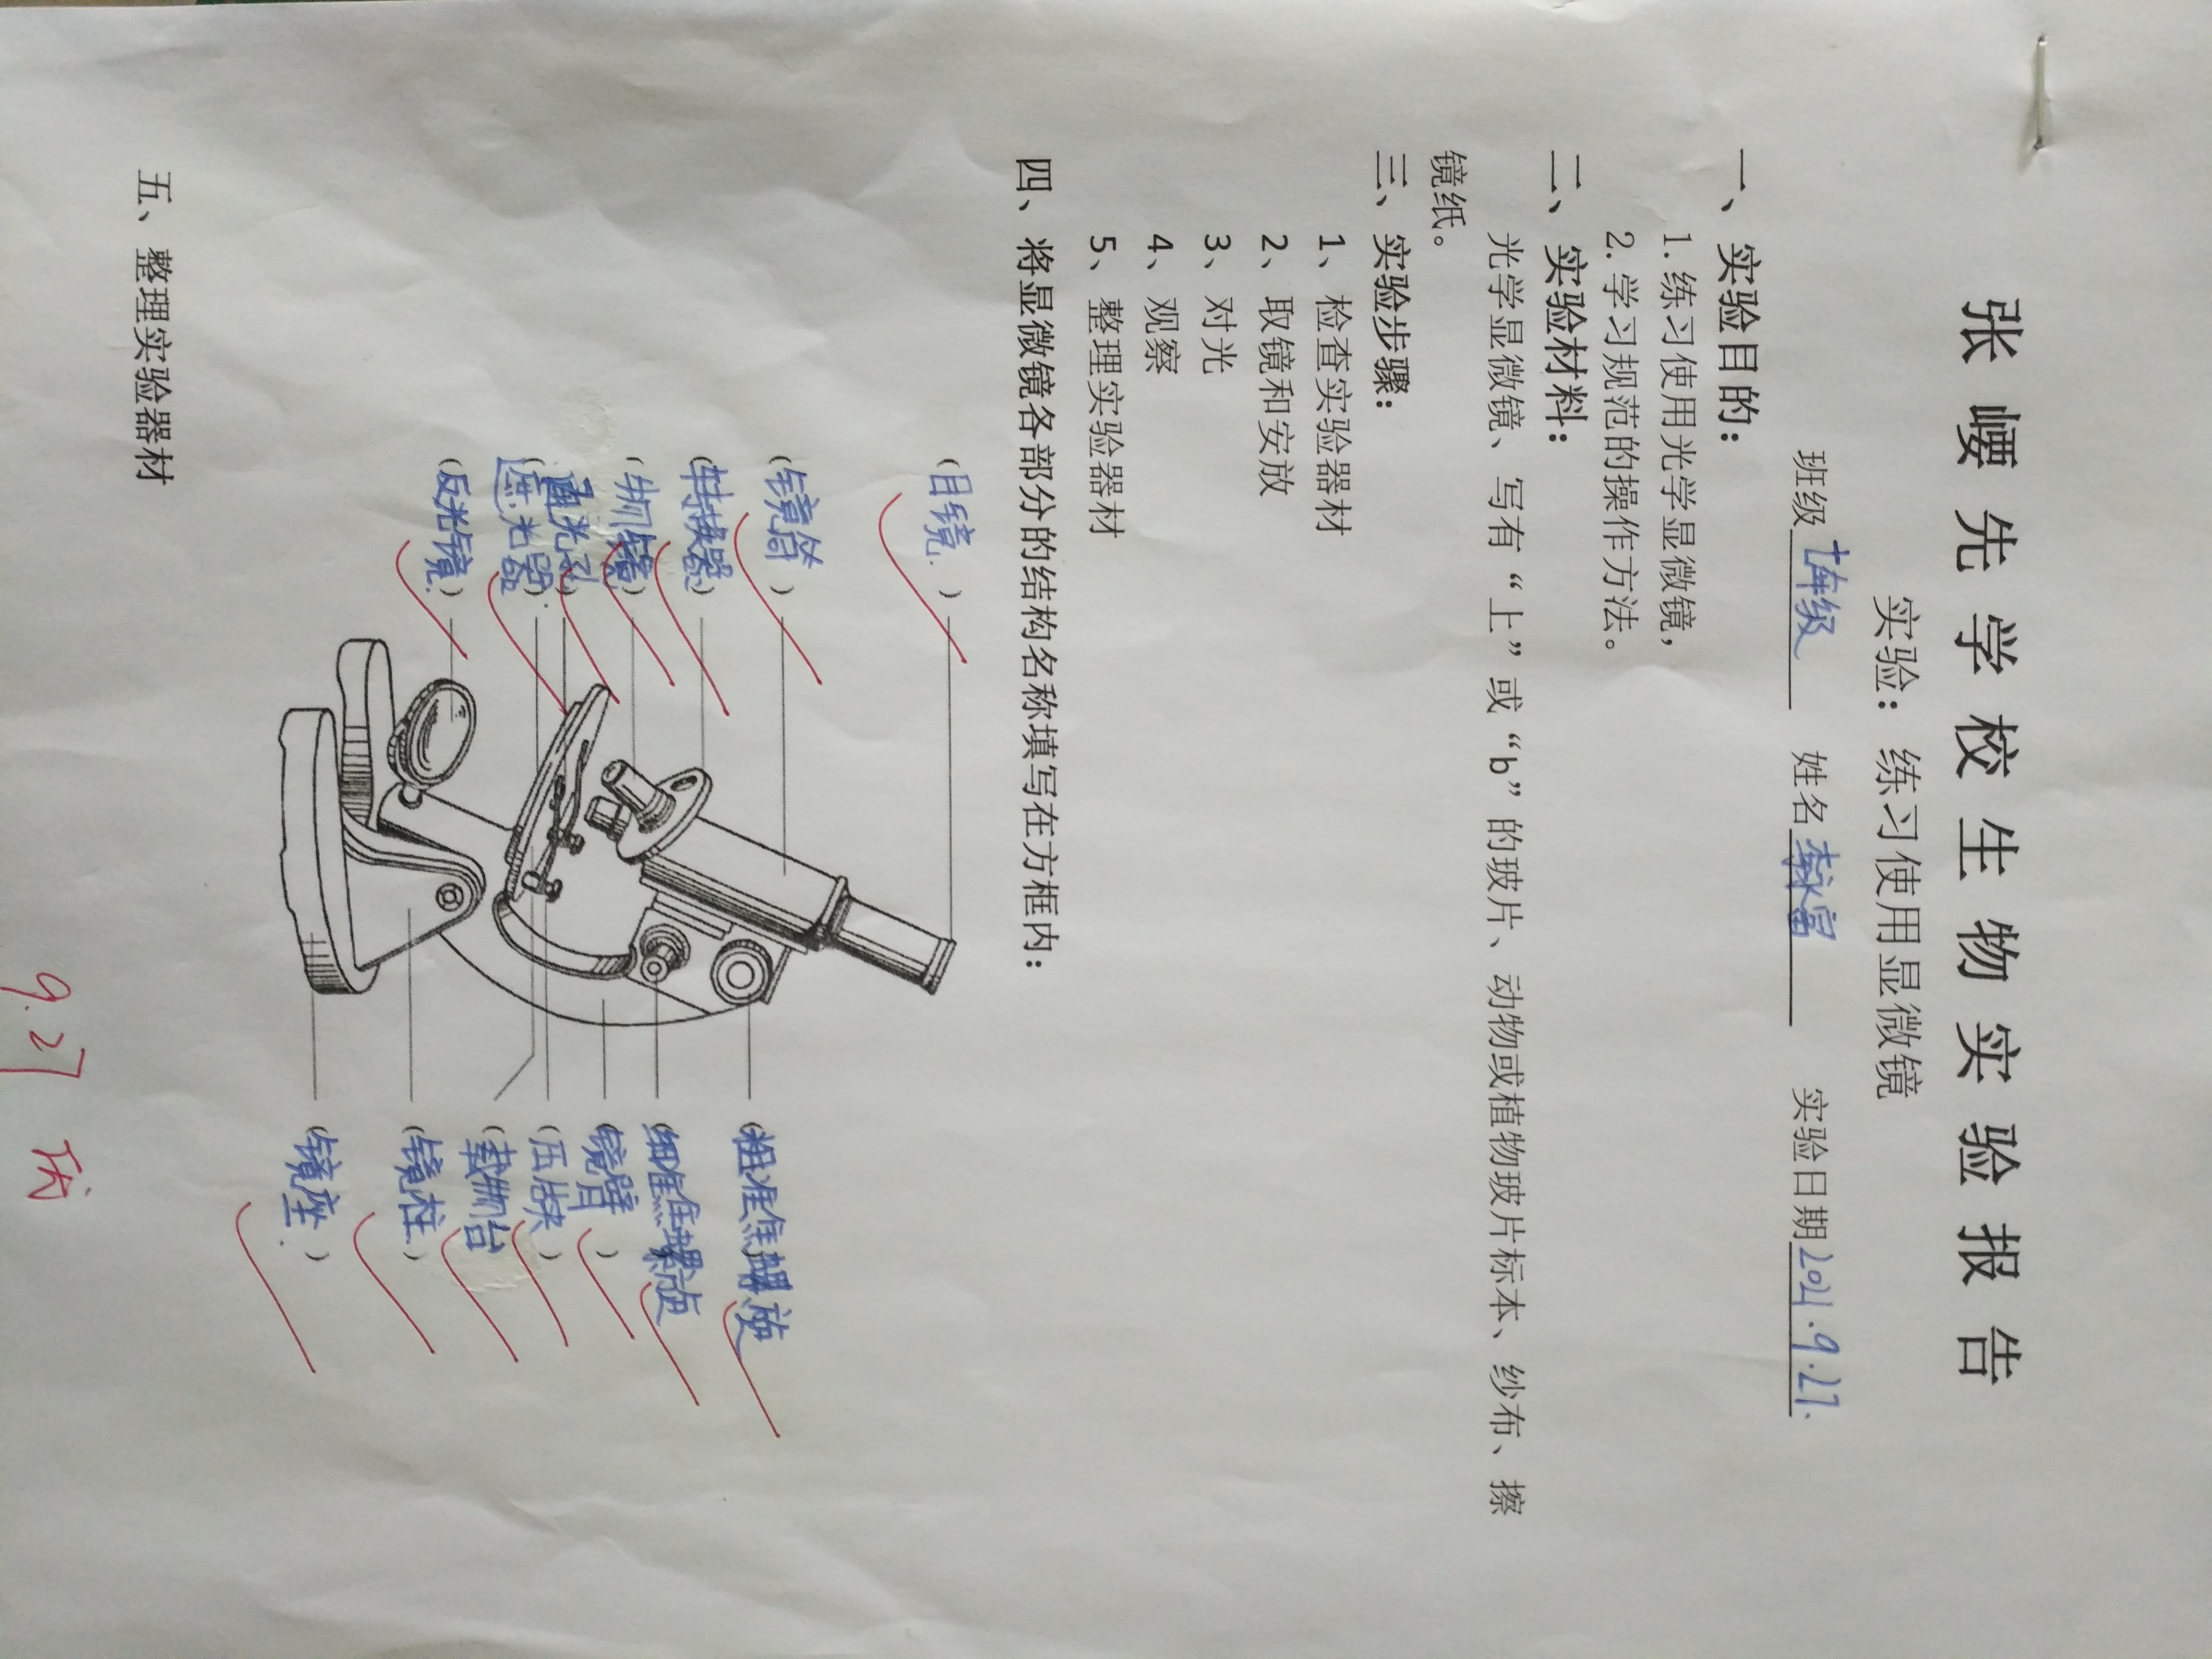 张㟲先学校生物实验报告
实验：练习使用显微镜
班级 七年级 姓名 李永富 实验日期 2021.9.27.
一、实验目的：
1.练习使用光学显微镜，
2.学习规范的操作方法。
二、实验材料：
光学显微镜、写有“上”或“b”的玻片、动物或植物玻片标本、纱布、擦
镜纸。
三、实验步骤：
1、检查实验器材
2、取镜和安放
3、对光
4、观察
5、整理实验器材
四、将显微镜各部分的结构名称填写在方框内：
（目镜.）
（镜筒）
（转换器）
（物镜）
（通光孔）
（遮光器）
（反光镜.）
（粗准焦螺旋）
（细准焦螺旋）
（镜臂）
（压片夹）
（载物台）
（镜柱）
（镜座.）
五、整理实验器材
9.27 优